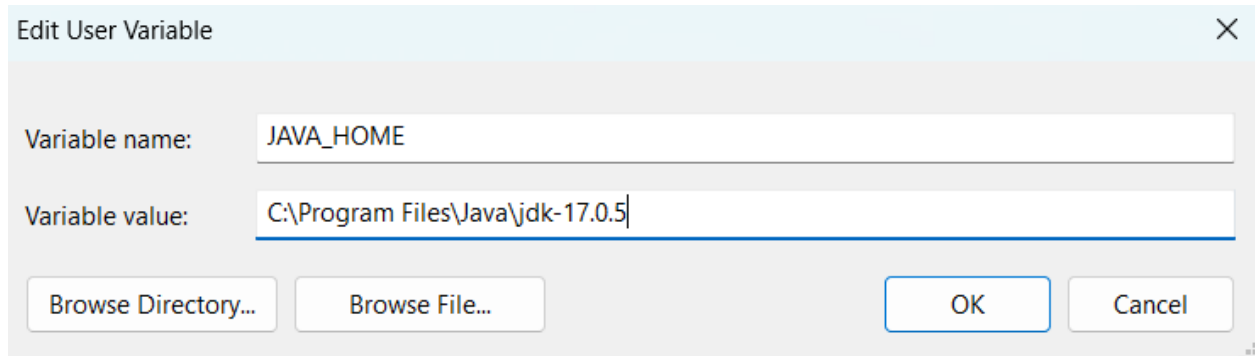 Edit User Variable
Variable name: JAVA_HOME
Variable value: C:\Program Files\Java\jdk-17.0.5
Browse Directory... Browse File... OK Cancel